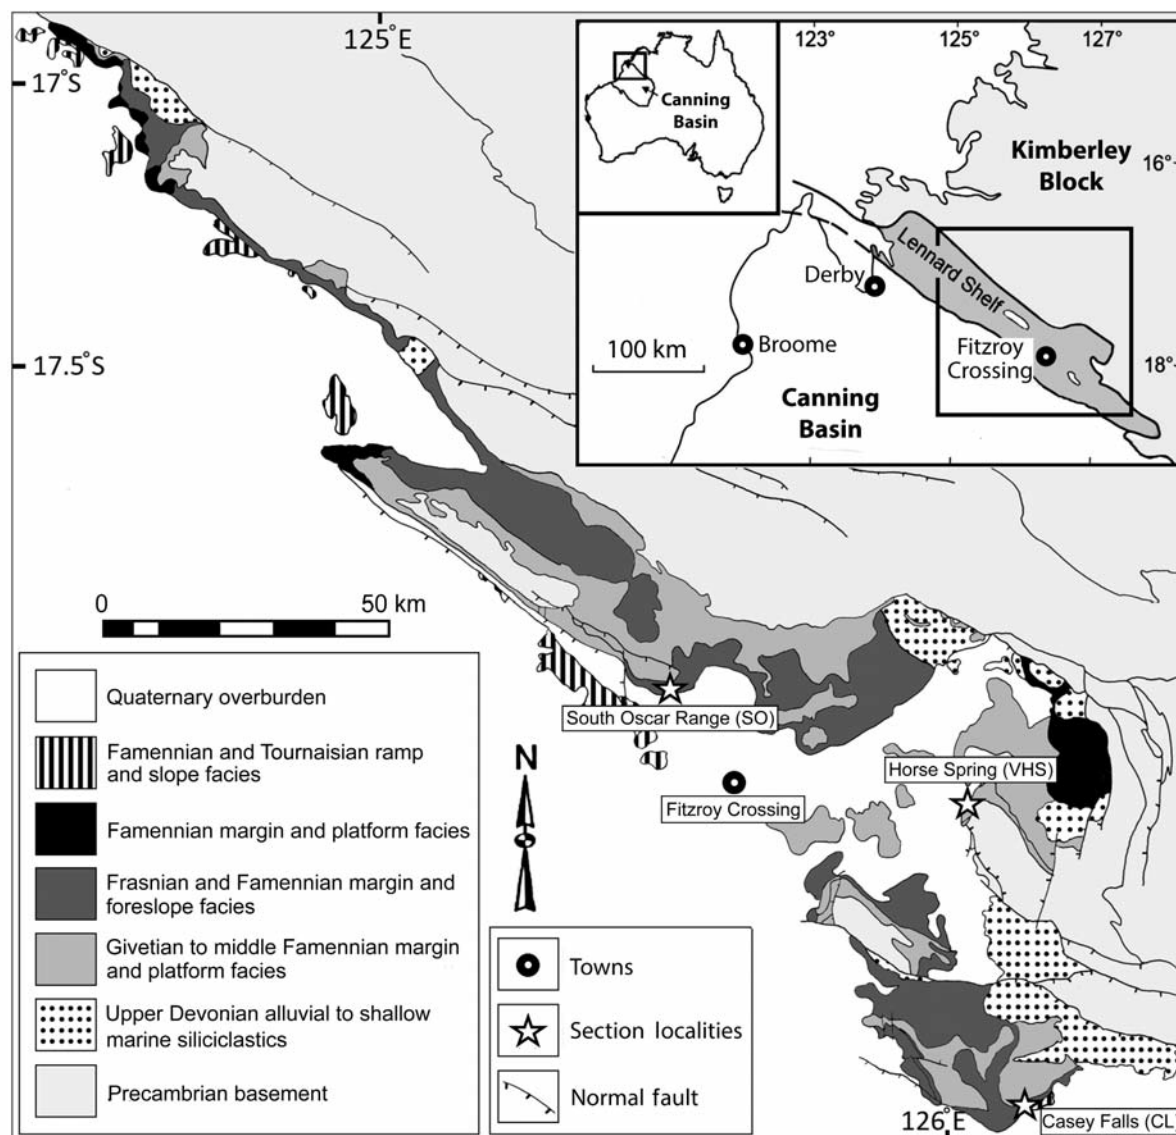 125°E
17°S
17.5°S
Canning
Basin
123°
125°
127°
Kimberley
Block
16°
Lennard Shelf
Derby
Broome
100 km
Fitzroy
Crossing
18°
Canning
Basin
0
50 km
Quaternary overburden
Famennian and Tournaisian ramp
and slope facies
Famennian margin and platform facies
Frasnian and Famennian margin and
foreslope facies
Givetian to middle Famennian margin
and platform facies
Upper Devonian alluvial to shallow
marine siliciclastics
Precambrian basement
South Oscar Range (SO)
N
Fitzroy Crossing
Horse Spring (VHS)
Towns
Section localities
Normal fault
126°E
Casey Falls (CL